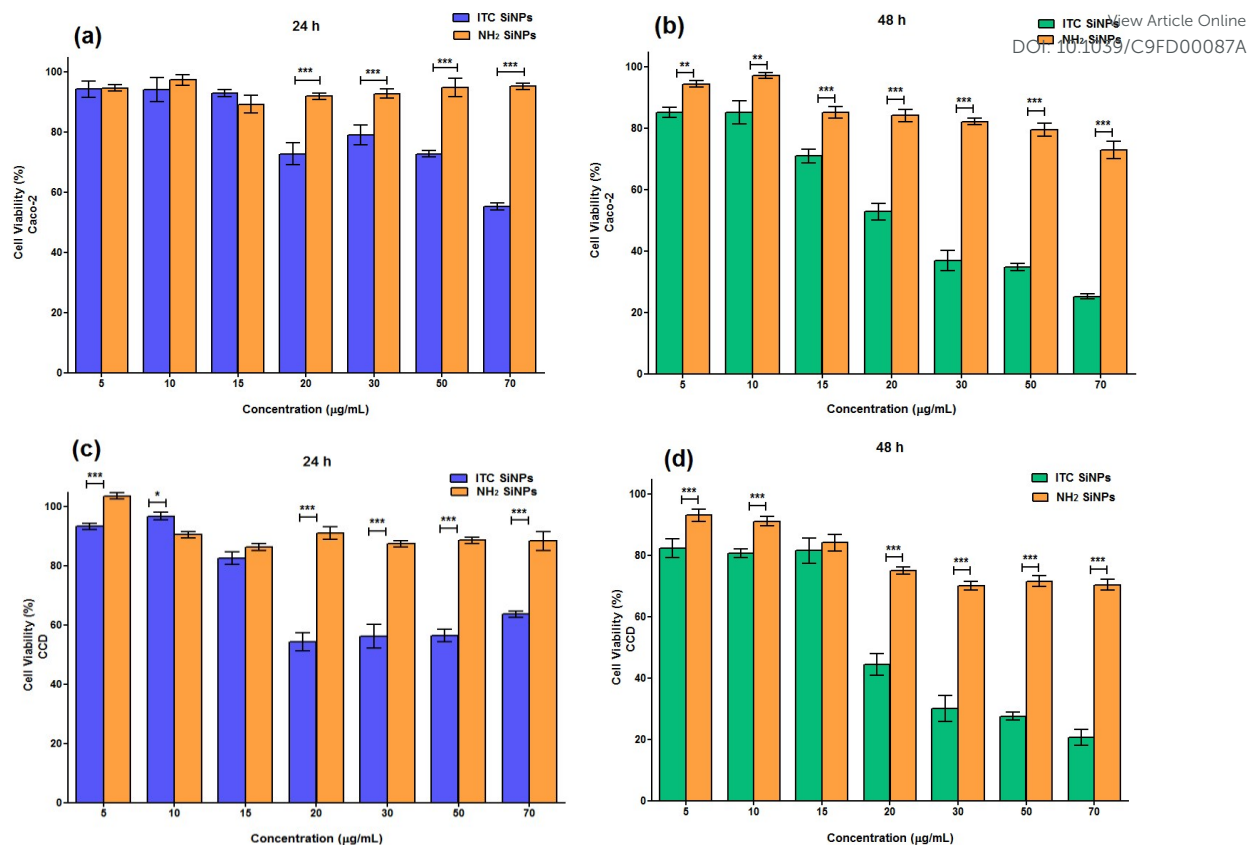 View Article Online
DOI: 10.1039/C9FD00087A
(a)
24 h
ITC SiNPs
NH₂ SiNPs
*** *** *** ***
100
80
60
40
20
0
Cell Viability (%)
Caco-2
5 10 15 20 30 50 70
Concentration (µg/mL)
(b)
48 h
ITC SiNPs
NH₂ SiNPs
** ** *** *** *** *** ***
100
80
60
40
20
0
Cell Viability (%)
Caco-2
5 10 15 20 30 50 70
Concentration (µg/mL)
(c)
24 h
ITC SiNPs
NH₂ SiNPs
*** * *** *** *** ***
100
80
60
40
20
0
Cell Viability (%)
CCD
5 10 15 20 30 50 70
Concentration (µg/mL)
(d)
48 h
ITC SiNPs
NH₂ SiNPs
*** *** *** *** *** ***
100
80
60
40
20
0
Cell Viability (%)
CCD
5 10 15 20 30 50 70
Concentration (µg/mL)